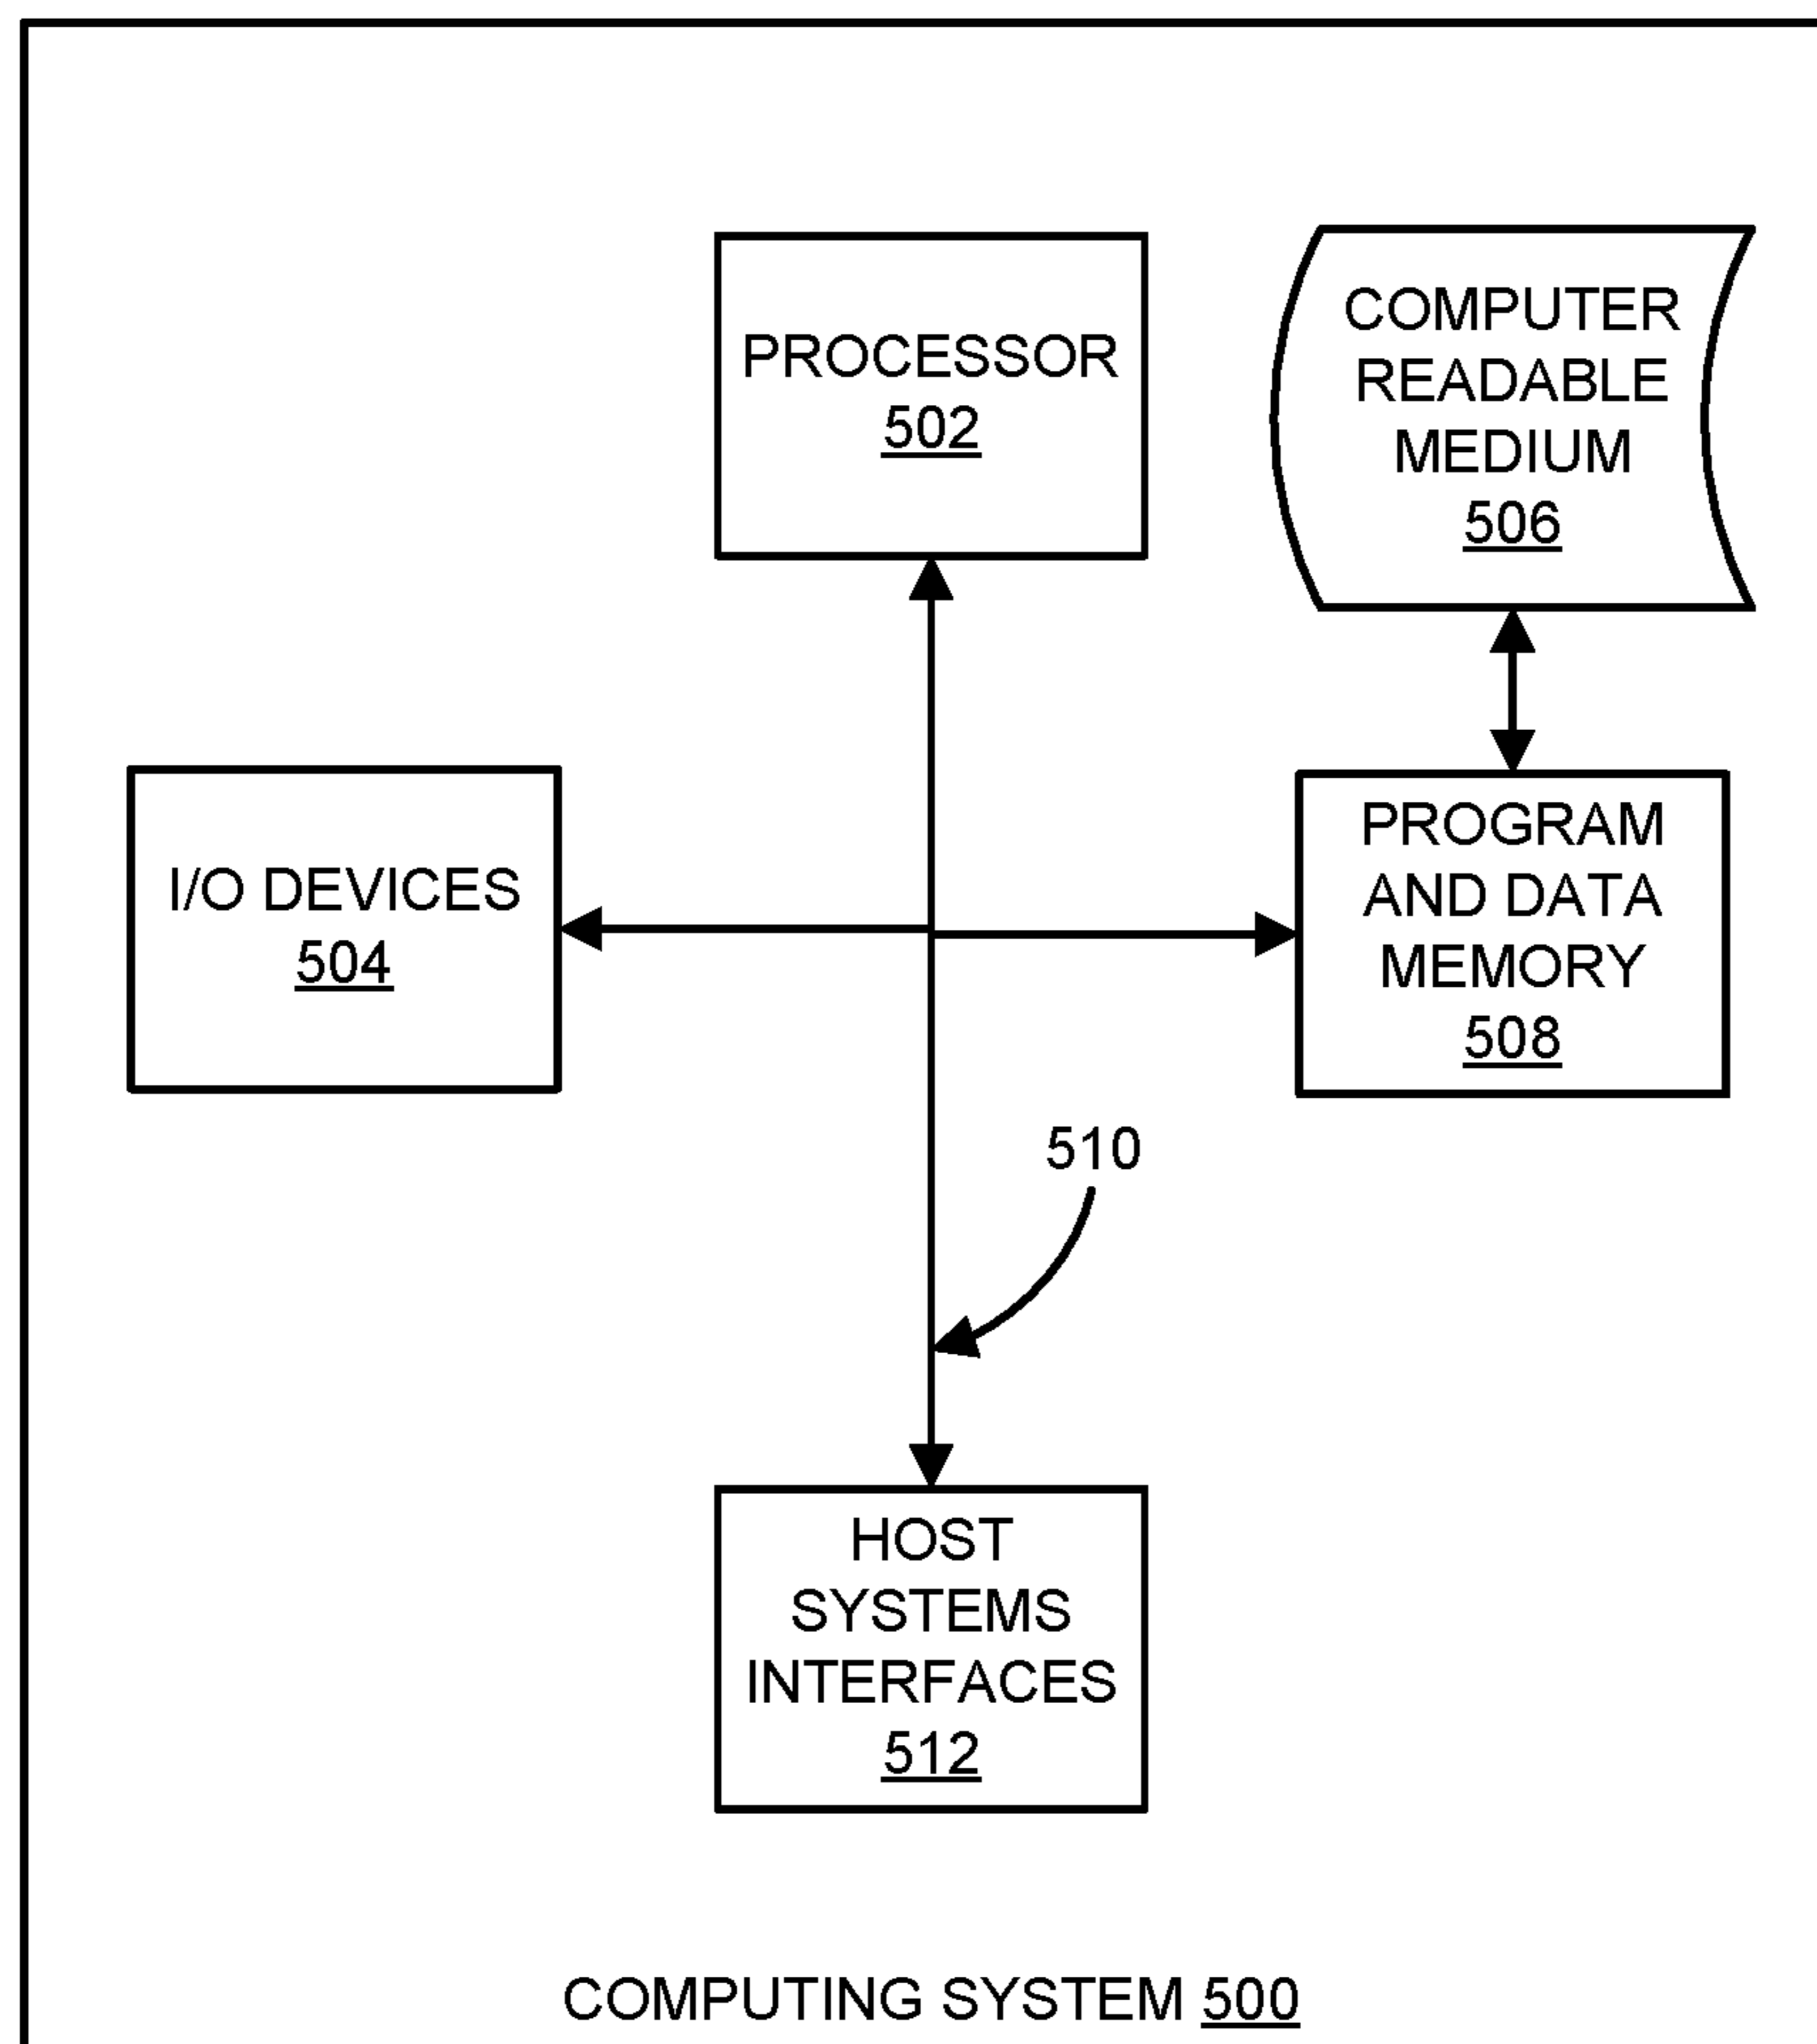 PROCESSOR
502
COMPUTER
READABLE
MEDIUM
506
I/O DEVICES
504
PROGRAM
AND DATA
MEMORY
508
510
HOST
SYSTEMS
INTERFACES
512
COMPUTING SYSTEM 500